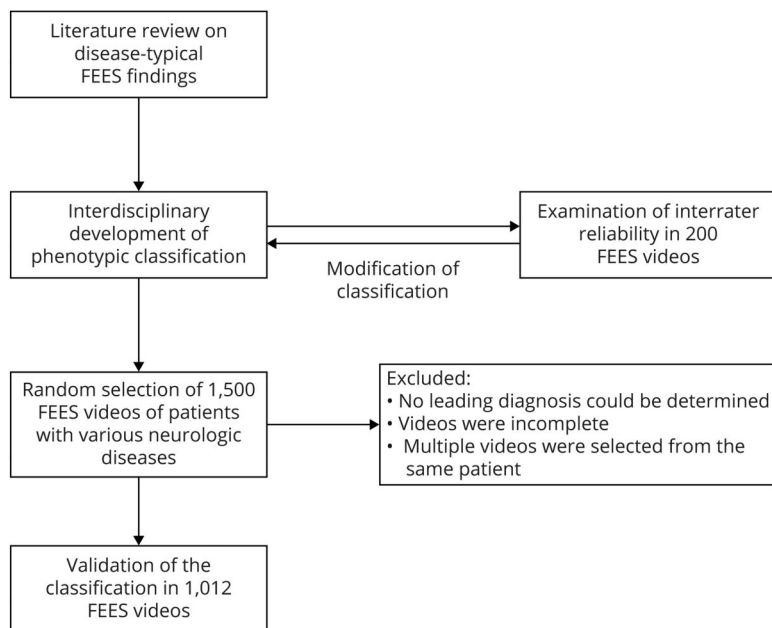 Literature review on
disease-typical
FEES findings
Interdisciplinary
development of
phenotypic classification
Examination of interrater
reliability in 200
FEES videos
Modification of
classification
Random selection of 1,500
FEES videos of patients
with various neurologic
diseases
Excluded:
• No leading diagnosis could be determined
• Videos were incomplete
• Multiple videos were selected from the
same patient
Validation of the
classification in 1,012
FEES videos